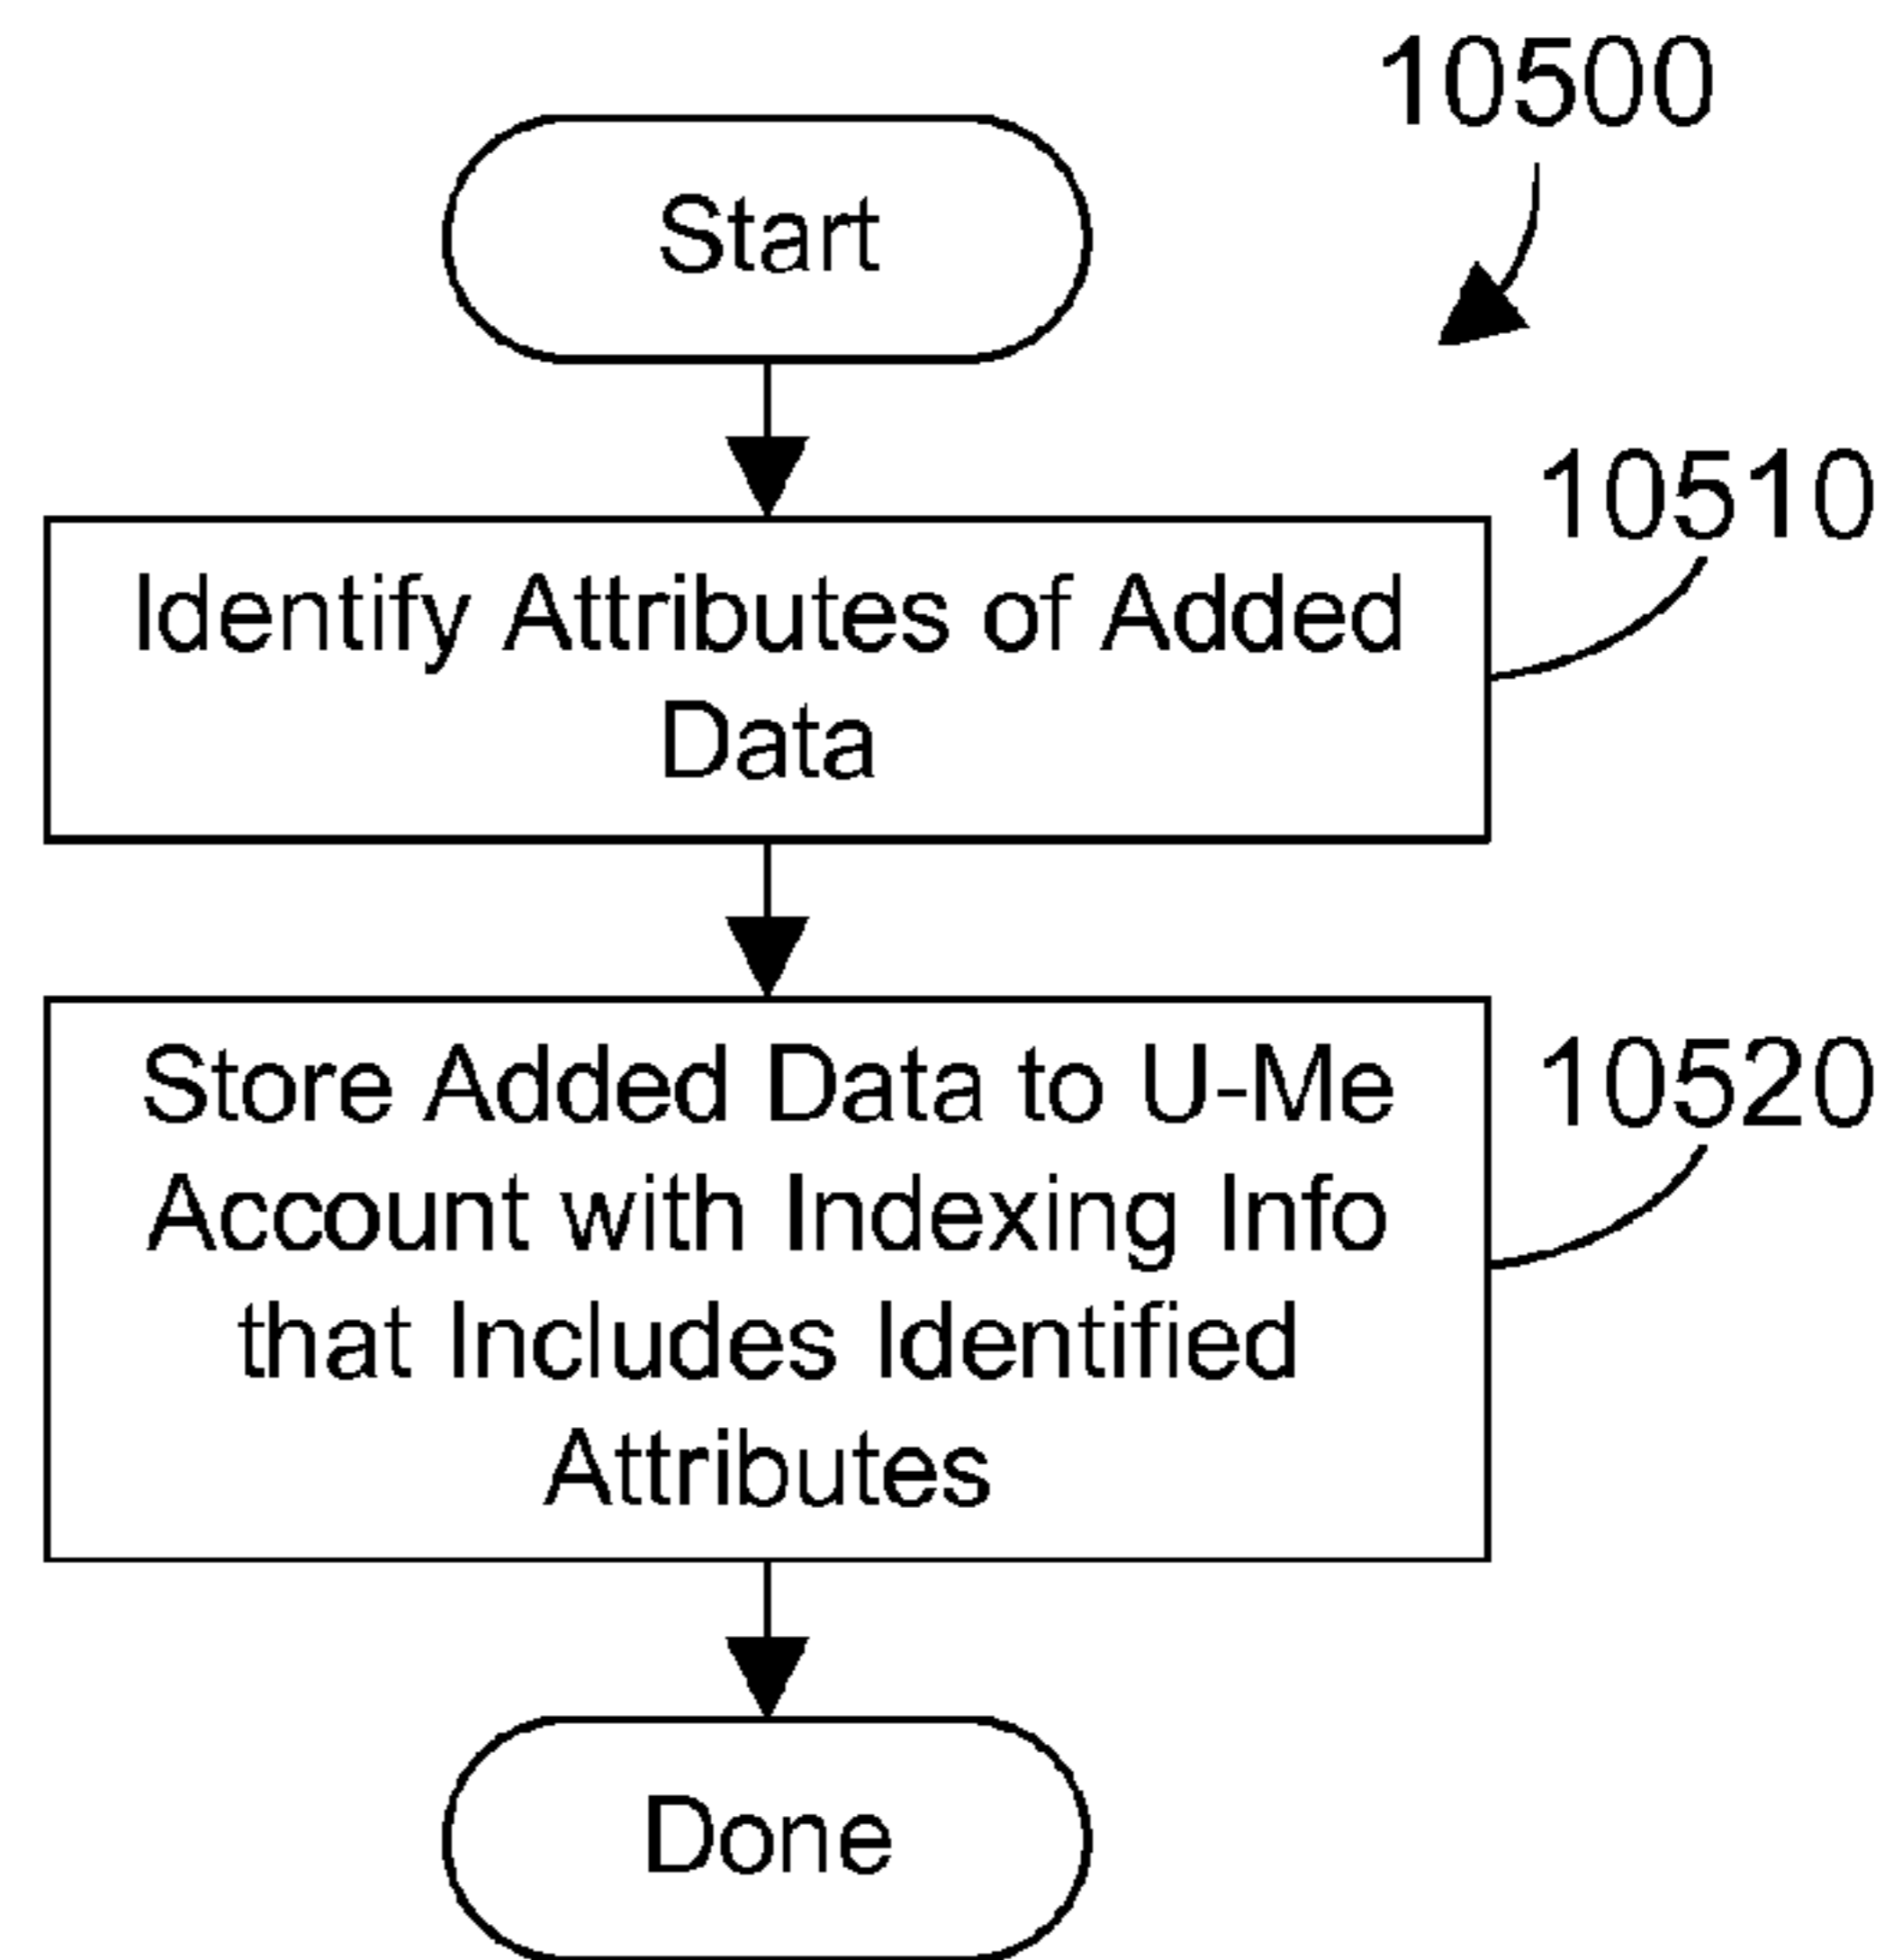 10500
Start
10510
Identify Attributes of Added
Data
10520
Store Added Data to U-Me
Account with Indexing Info
that Includes Identified
Attributes
Done